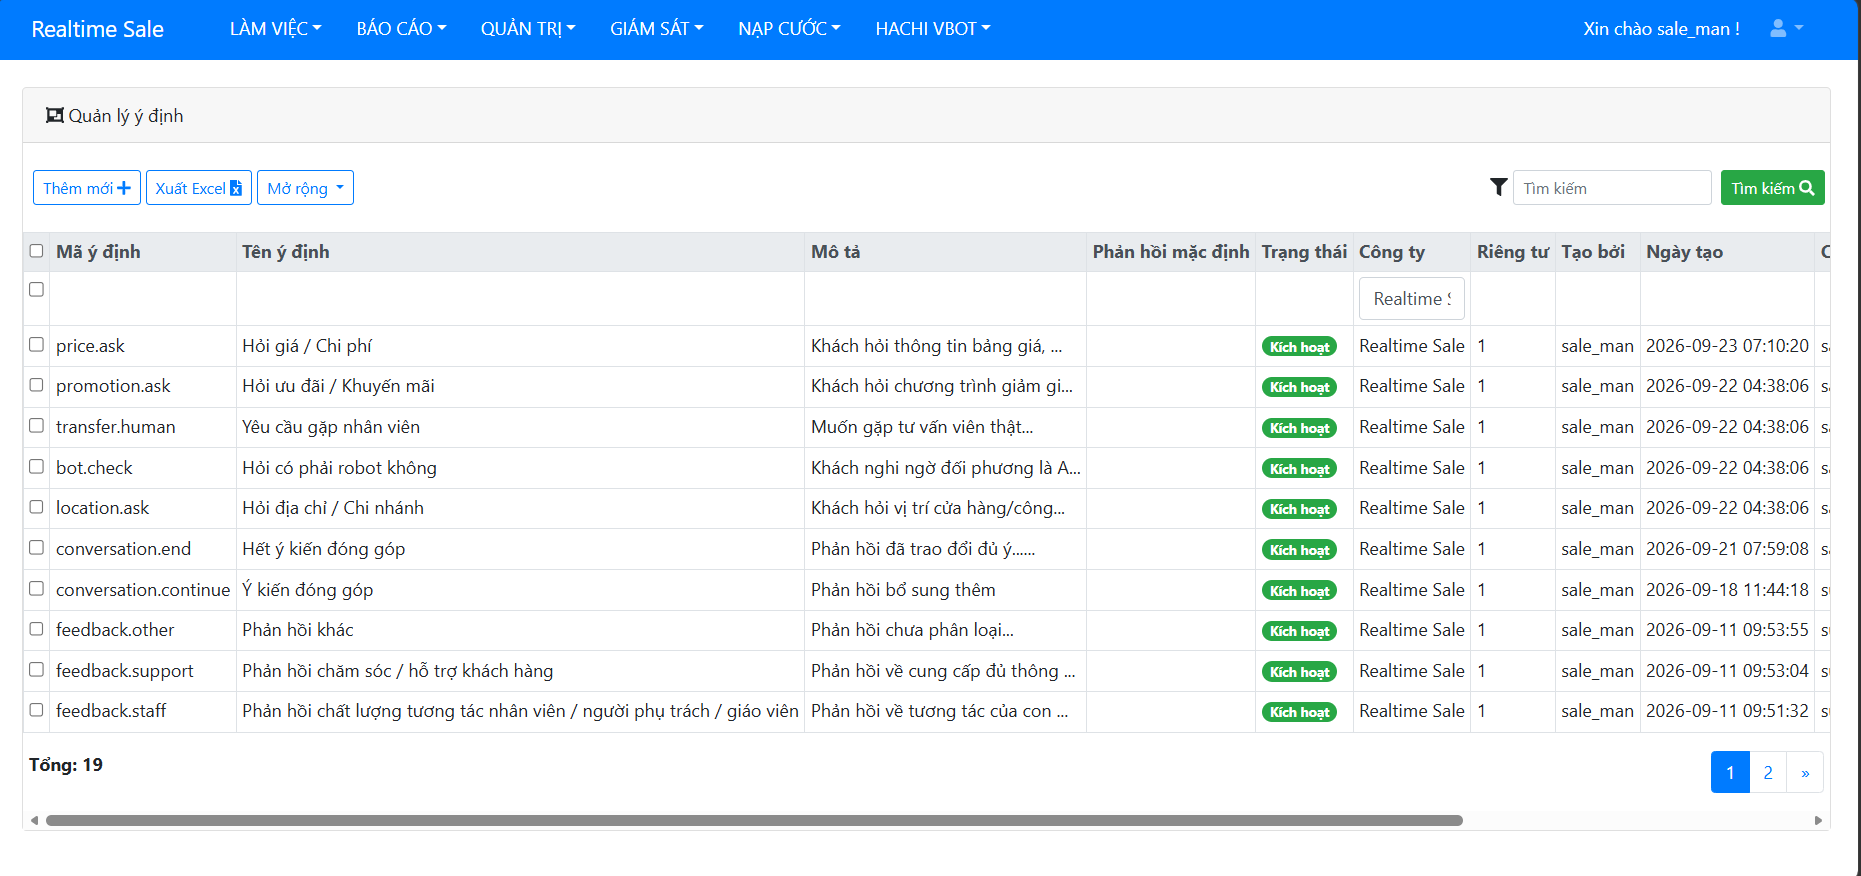 Realtime Sale LÀM VIỆC BÁO CÁO QUẢN TRỊ GIÁM SÁT NẠP CƯỚC HACHI VBOT Xin chào sale_man !
Quản lý ý định
Thêm mới Xuất Excel Mở rộng Tìm kiếm Tìm kiếm
Mã ý định Tên ý định Mô tả Phản hồi mặc định Trạng thái Công ty Riêng tư Tạo bởi Ngày tạo
Realtime
price.ask Hỏi giá / Chi phí Khách hỏi thông tin bảng giá, ... Kích hoạt Realtime Sale 1 sale_man 2026-09-23 07:10:20
promotion.ask Hỏi ưu đãi / Khuyến mãi Khách hỏi chương trình giảm gi... Kích hoạt Realtime Sale 1 sale_man 2026-09-22 04:38:06
transfer.human Yêu cầu gặp nhân viên Muốn gặp tư vấn viên thật... Kích hoạt Realtime Sale 1 sale_man 2026-09-22 04:38:06
bot.check Hỏi có phải robot không Khách nghi ngờ đối phương là A... Kích hoạt Realtime Sale 1 sale_man 2026-09-22 04:38:06
location.ask Hỏi địa chỉ / Chi nhánh Khách hỏi vị trí cửa hàng/công... Kích hoạt Realtime Sale 1 sale_man 2026-09-22 04:38:06
conversation.end Hết ý kiến đóng góp Phản hồi đã trao đổi đủ ý...... Kích hoạt Realtime Sale 1 sale_man 2026-09-21 07:59:08
conversation.continue Ý kiến đóng góp Phản hồi bổ sung thêm Kích hoạt Realtime Sale 1 sale_man 2026-09-18 11:44:18
feedback.other Phản hồi khác Phản hồi chưa phân loại... Kích hoạt Realtime Sale 1 sale_man 2026-09-11 09:53:55
feedback.support Phản hồi chăm sóc / hỗ trợ khách hàng Phản hồi về cung cấp đủ thông ... Kích hoạt Realtime Sale 1 sale_man 2026-09-11 09:53:04
feedback.staff Phản hồi chất lượng tương tác nhân viên / người phụ trách / giáo viên Phản hồi về tương tác của con ... Kích hoạt Realtime Sale 1 sale_man 2026-09-11 09:51:32
Tổng: 19
1 2 »